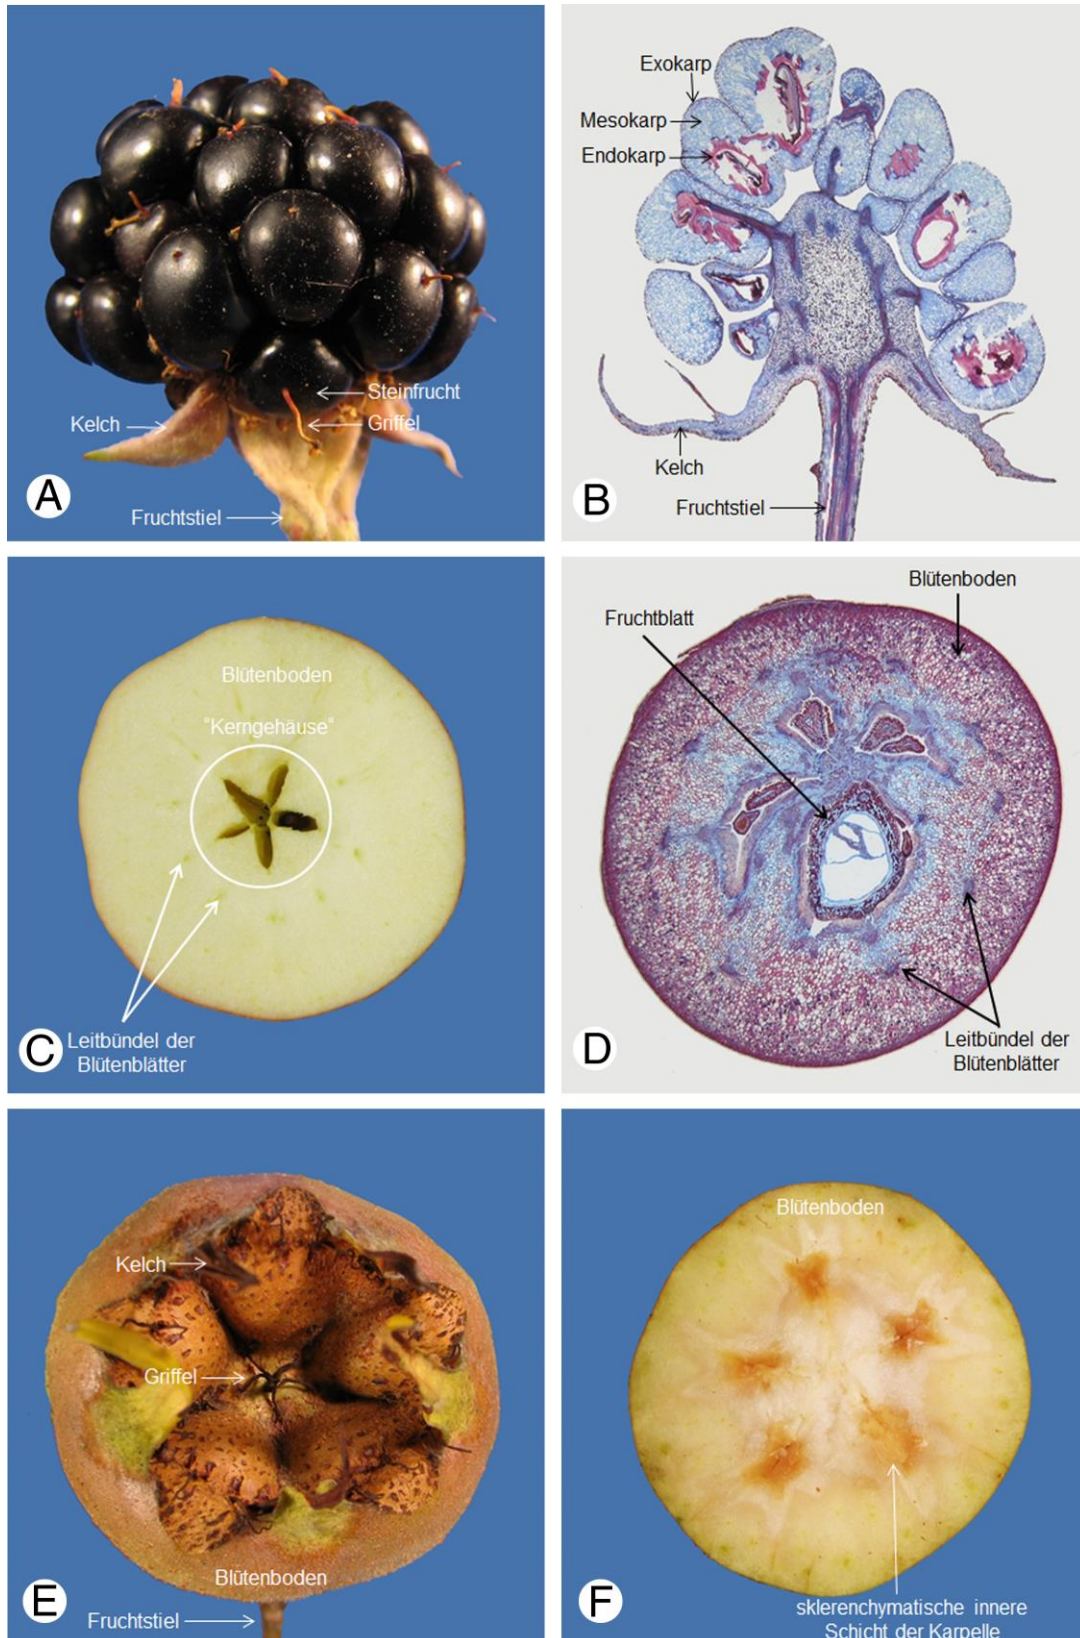 Steinfrucht
Kelch
Griffel
Fruchtstiel
A
Exokarp
Mesokarp
Endokarp
Kelch
Fruchtstiel
B
Blütenboden
"Kerngehäuse"
Leitbündel der
Blütenblätter
C
Blütenboden
Fruchtblatt
Leitbündel der
Blütenblätter
D
Kelch
Griffel
Blütenboden
Fruchtstiel
E
Blütenboden
sklerenchymatische innere
Schicht der Karpelle
F